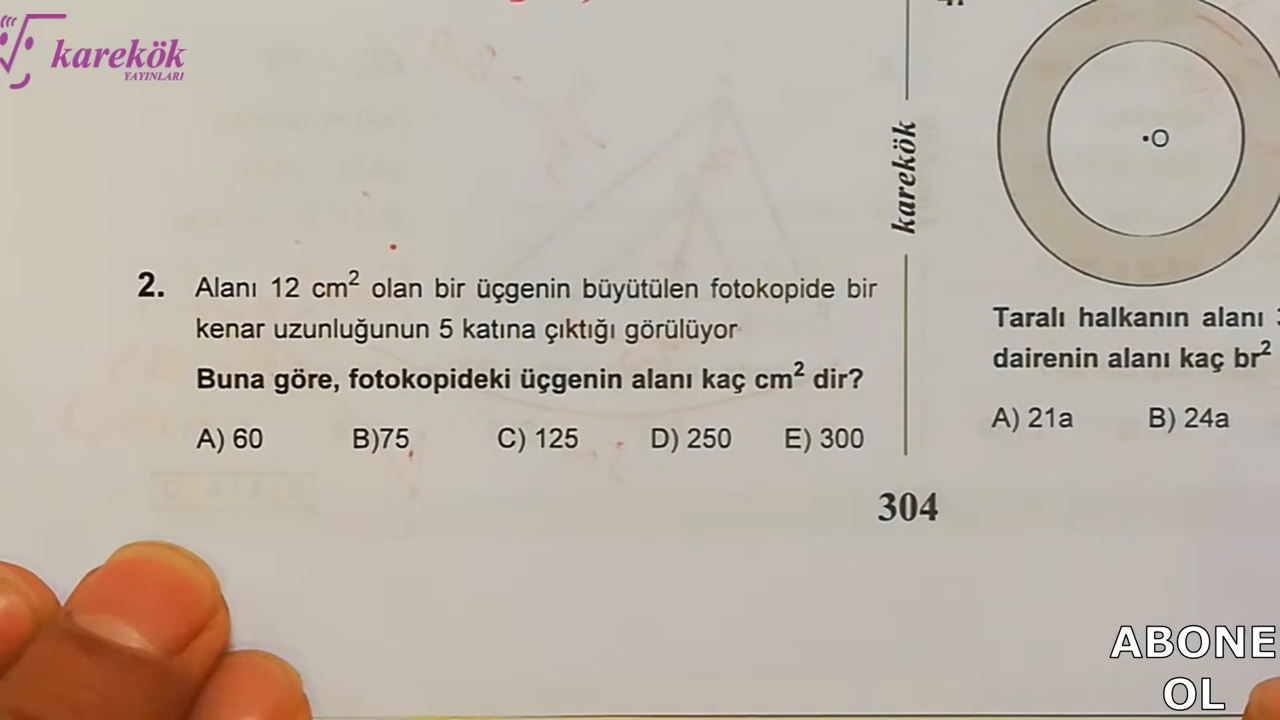 karekök
YAYINLARI
2. Alanı 12 cm² olan bir üçgenin büyütülen fotokopide bir
kenar uzunluğunun 5 katına çıktığı görülüyor
Buna göre, fotokopideki üçgenin alanı kaç cm² dir?
A) 60 B)75 C) 125 D) 250 E) 300
karekök
304
•O
Taralı halkanın alanı
dairenin alanı kaç br²
A) 21a B) 24a
ABONE
OL